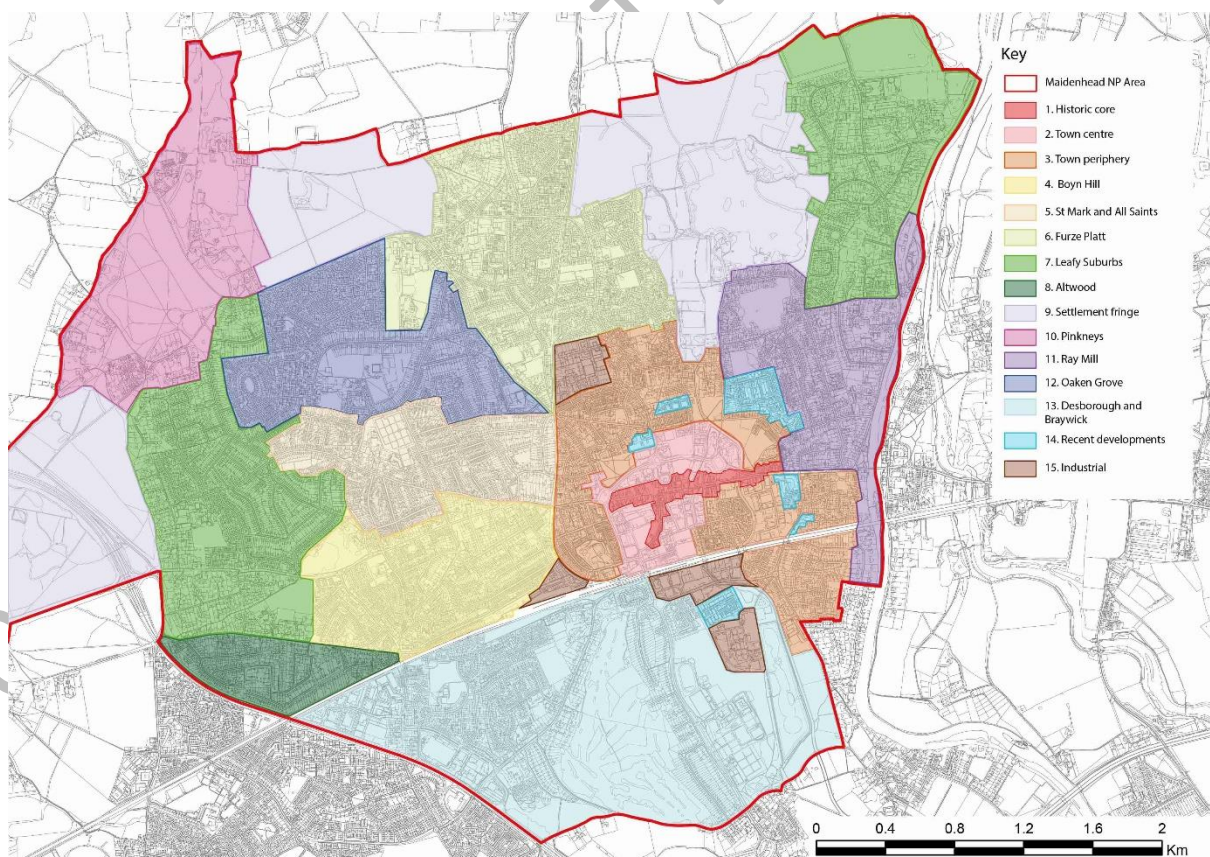 Key
Maidenhead NP Area
1. Historic core
2. Town centre
3. Town periphery
4. Boyn Hill
5. St Mark and All Saints
6. Furze Platt
7. Leafy Suburbs
8. Altwood
9. Settlement fringe
10. Pinkneys
11. Ray Mill
12. Oaken Grove
13. Desborough and
Braywick
14. Recent developments
15. Industrial
0 0.4 0.8 1.2 1.6 2
Km